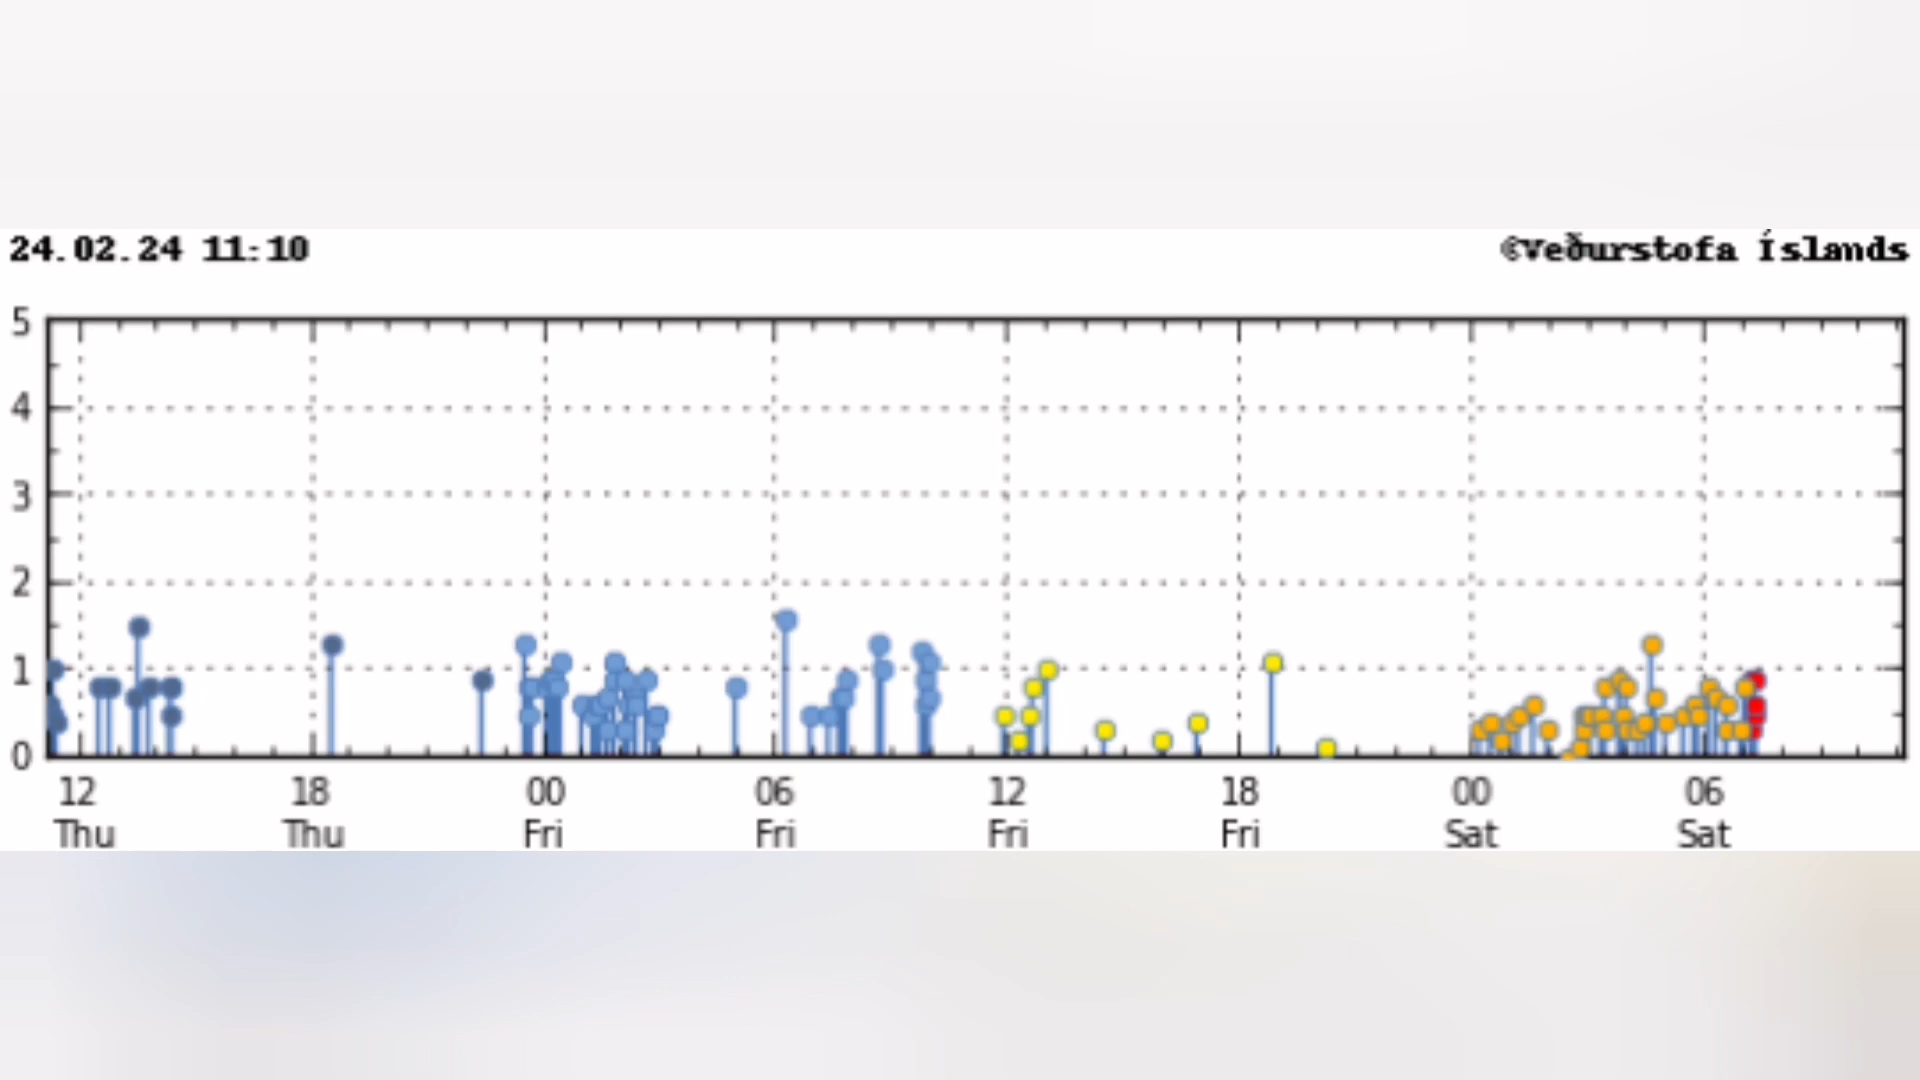 24.02.24 11:10
©Veðurstofa Íslands
5
4
3
2
1
0
12 18 00 06 12 18 00 06
Thu Thu Fri Fri Fri Fri Sat Sat